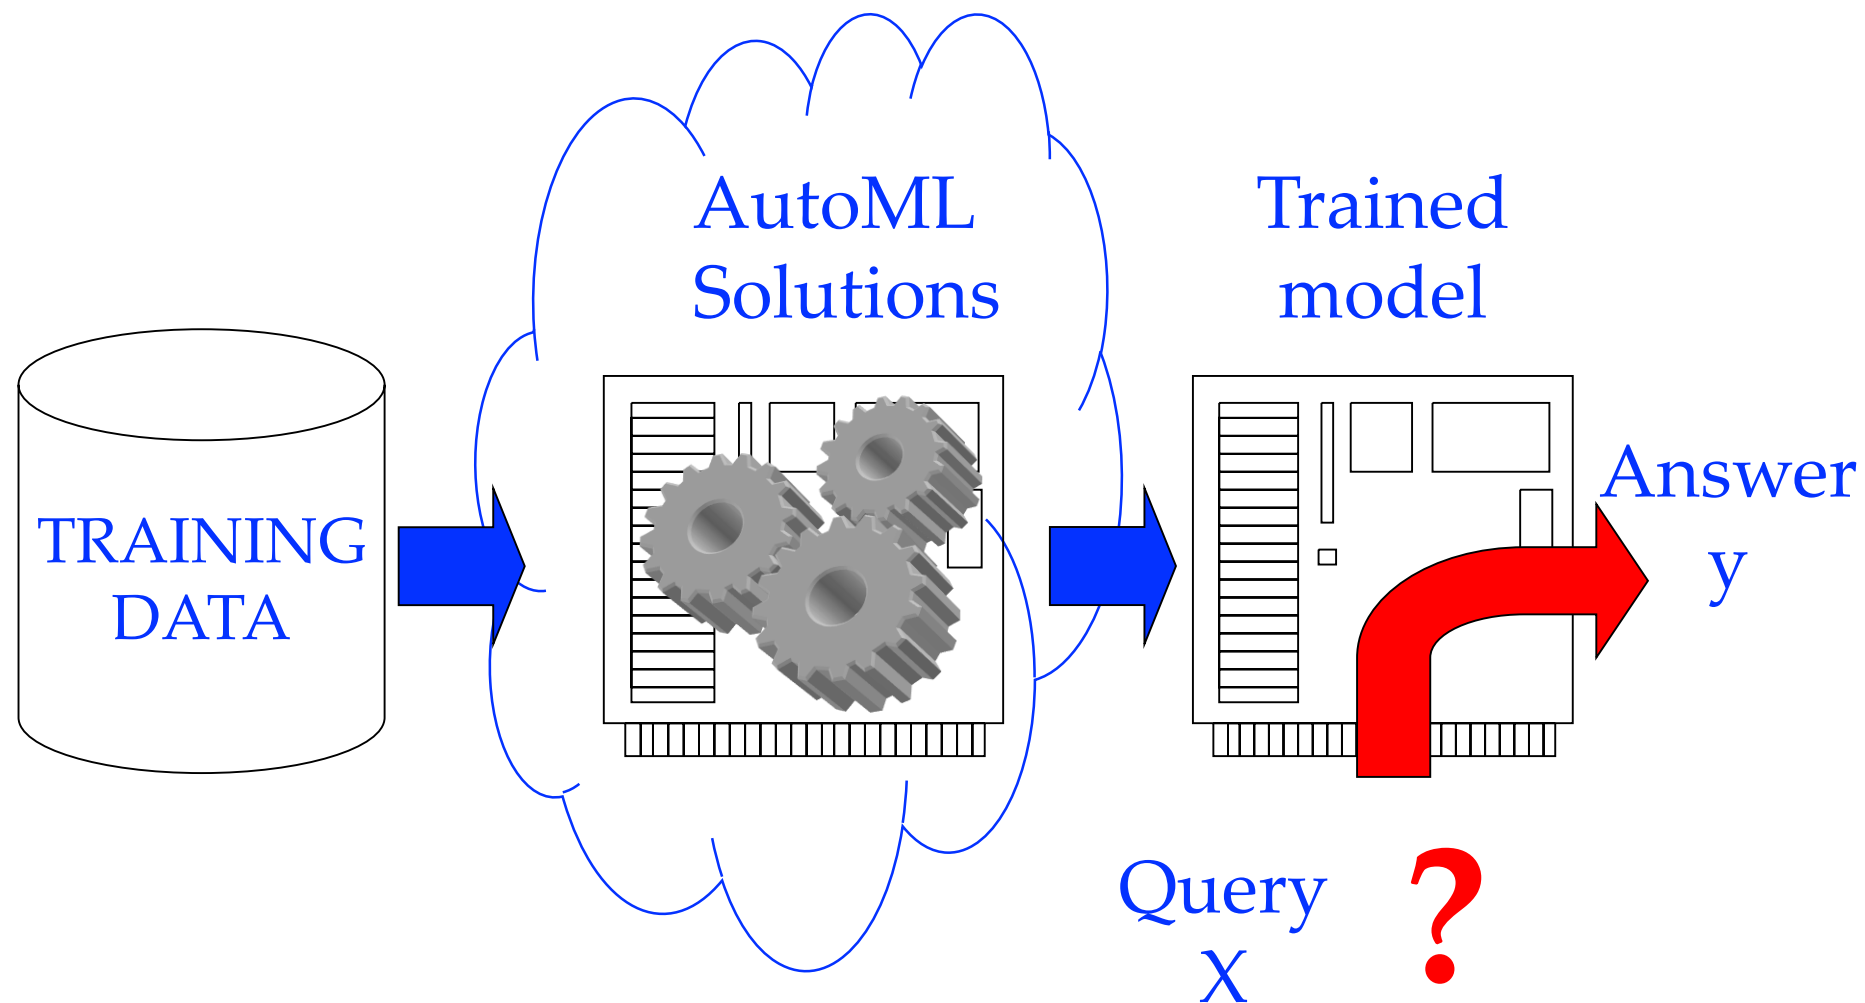 TRAINING
DATA
AutoML
Solutions
Trained
model
Answer
y
Query
X
?